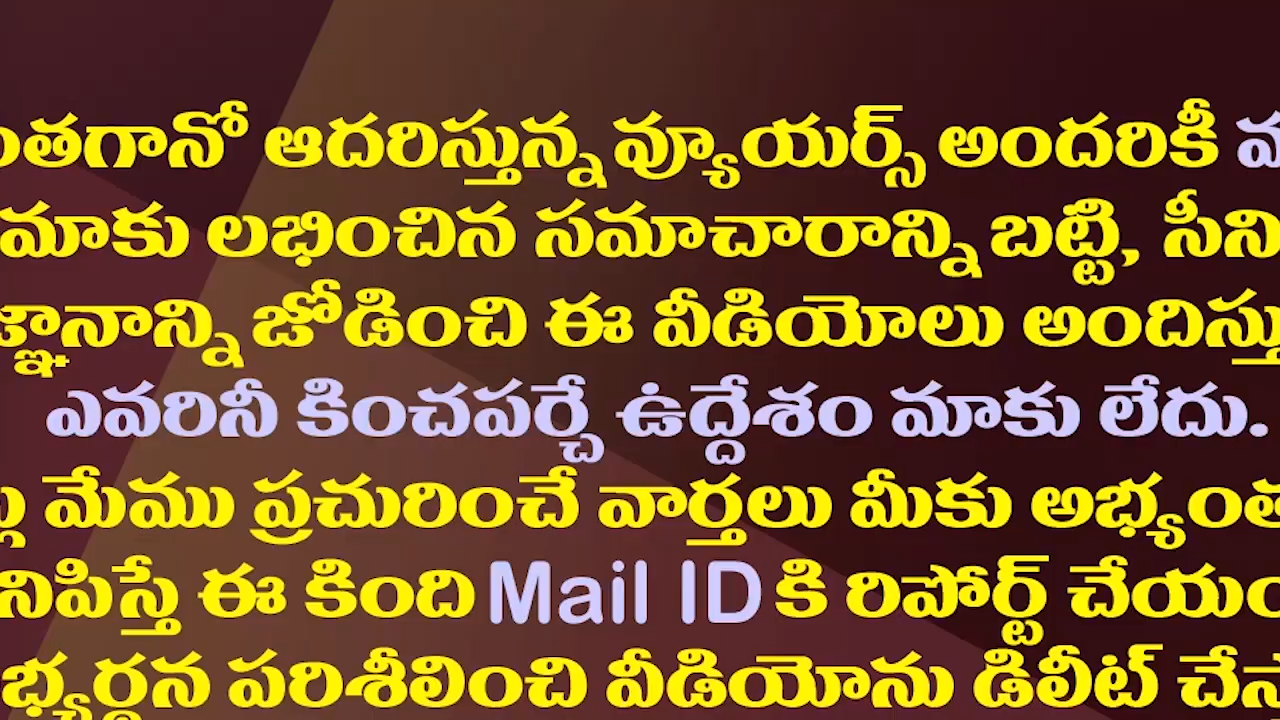 ంతగానో ఆదరిస్తున్న వ్యూయర్స్ అందరికీ
మాకు లభించిన సమాచారాన్ని బట్టి, సీని
జ్ఞానాన్ని జోడించి ఈ వీడియోలు అందిస్తు
ఎవరినీ కించపర్చే ఉద్దేశం మాకు లేదు.
మేము ప్రచురించే వార్తలు మీకు అభ్యంత
నిపిస్తే ఈ కింది Mail ID కి రిపోర్ట్ చేయం
భ్యర్థన పరిశీలించి వీడియోను డిలీట్ చేస